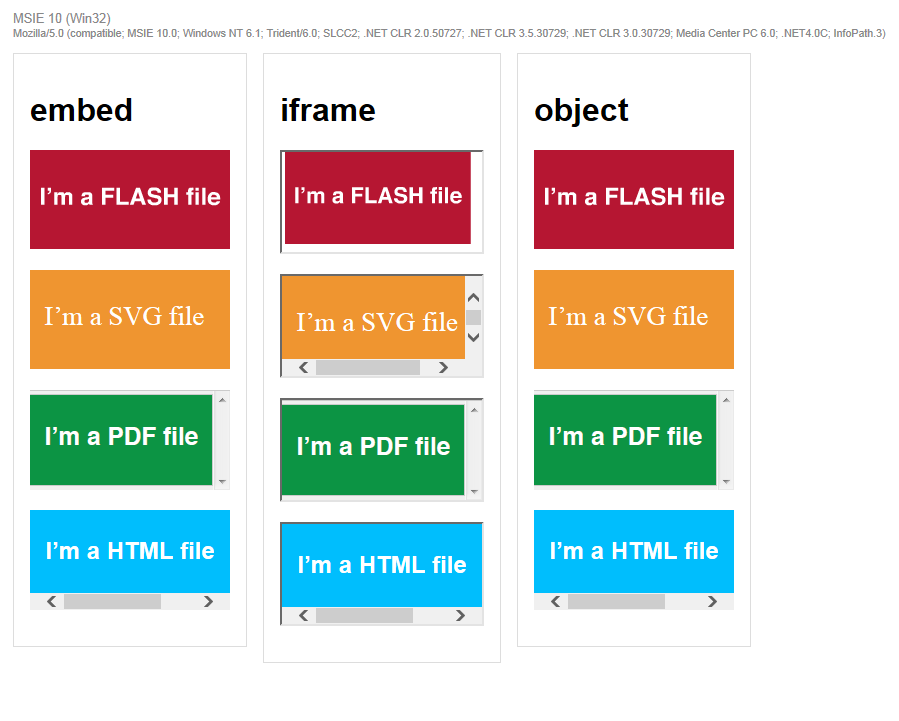 MSIE 10 (Win32)
Mozilla/5.0 (compatible; MSIE 10.0; Windows NT 6.1; Trident/6.0; SLCC2; .NET CLR 2.0.50727; .NET CLR 3.5.30729; .NET CLR 3.0.30729; Media Center PC 6.0; .NET4.0C; InfoPath.3)
embed
I’m a FLASH file
I’m a SVG file
I’m a PDF file
I’m a HTML file
iframe
I’m a FLASH file
I’m a SVG file
I’m a PDF file
I’m a HTML file
object
I’m a FLASH file
I’m a SVG file
I’m a PDF file
I’m a HTML file